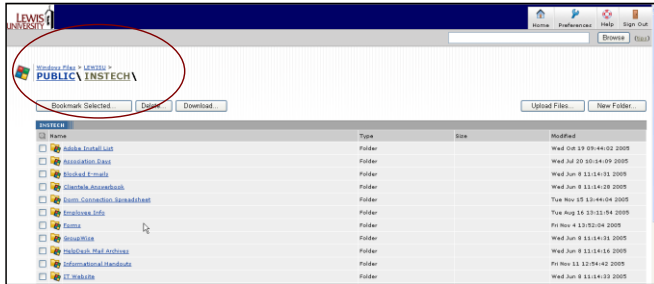 LEWIS
UNIVERSITY
Home Preferences Help Sign Out
Browse (tips)
Windows Files > LEWISU >
PUBLIC\ INSTECH\
Bookmark Selected... Delete... Download... Upload Files... New Folder...
INSTECH
Name Type Size Modified
Adobe Install List Folder Wed Oct 19 09:44:02 2005
Association Days Folder Wed Jul 20 10:14:09 2005
Blocked E-mails Folder Wed Jun 8 11:14:31 2005
Clientele Answerbook Folder Wed Jun 8 11:14:28 2005
Dorm Connection Spreadsheet Folder Tue Nov 15 13:44:04 2005
Employee Info Folder Tue Aug 16 13:11:54 2005
Forms Folder Fri Nov 4 13:52:04 2005
GroupWise Folder Wed Jun 8 11:14:31 2005
HelpDesk Mail Archives Folder Wed Jun 8 11:14:16 2005
Informational Handouts Folder Fri Nov 11 12:54:42 2005
IT Website Folder Wed Jun 8 11:14:33 2005